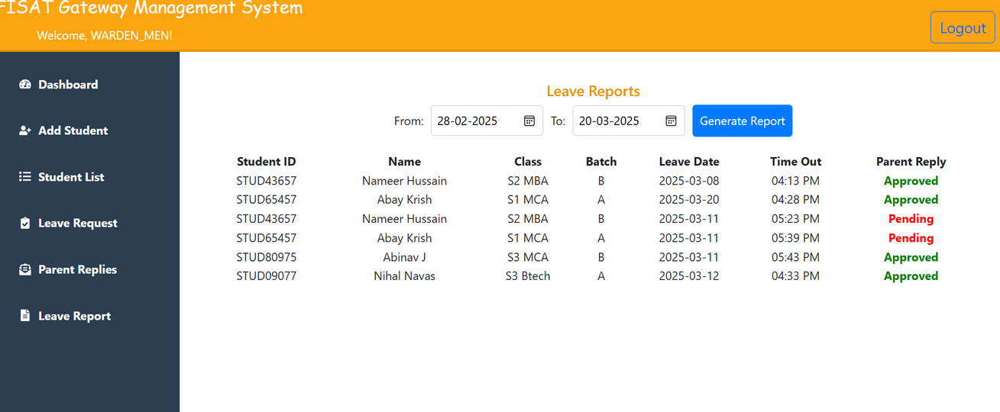 FISAT Gateway Management System
Welcome, WARDEN_MEN!
Logout
Dashboard
Add Student
Student List
Leave Request
Parent Replies
Leave Report
Leave Reports
From: 28-02-2025 To: 20-03-2025 Generate Report
Student ID Name Class Batch Leave Date Time Out Parent Reply
STUD43657 Nameer Hussain S2 MBA B 2025-03-08 04:13 PM Approved
STUD65457 Abay Krish S1 MCA A 2025-03-20 04:28 PM Approved
STUD43657 Nameer Hussain S2 MBA B 2025-03-11 05:23 PM Pending
STUD65457 Abay Krish S1 MCA A 2025-03-11 05:39 PM Pending
STUD80975 Abinav J S3 MCA B 2025-03-11 05:43 PM Approved
STUD09077 Nihal Navas S3 Btech A 2025-03-12 04:33 PM Approved